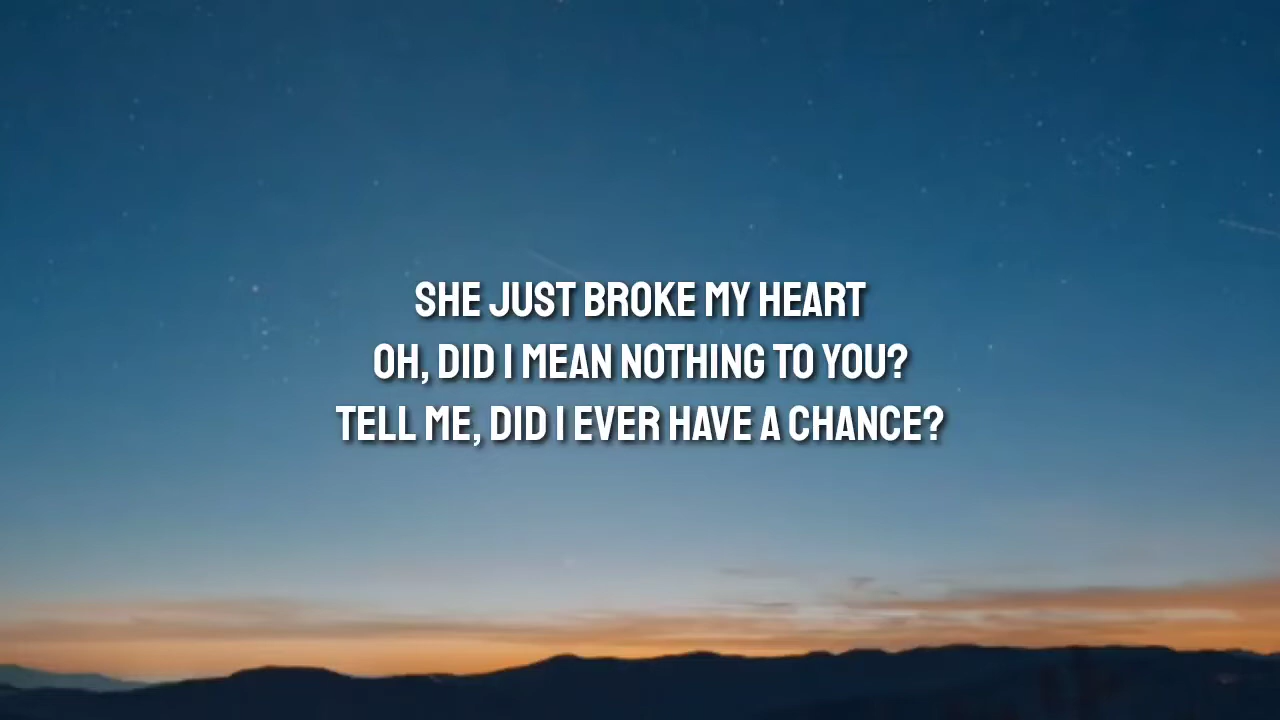 SHE JUST BROKE MY HEART
OH, DID I MEAN NOTHING TO YOU?
TELL ME, DID I EVER HAVE A CHANCE?